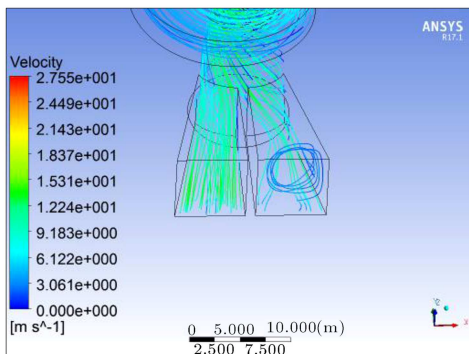 ANSYS
R17.1
Velocity
2.755e+001
2.449e+001
2.143e+001
1.837e+001
1.531e+001
1.224e+001
9.183e+000
6.122e+000
3.061e+000
0.000e+000
[m s^-1]
0 5.000 10.000(m)
2.500 7.500
X